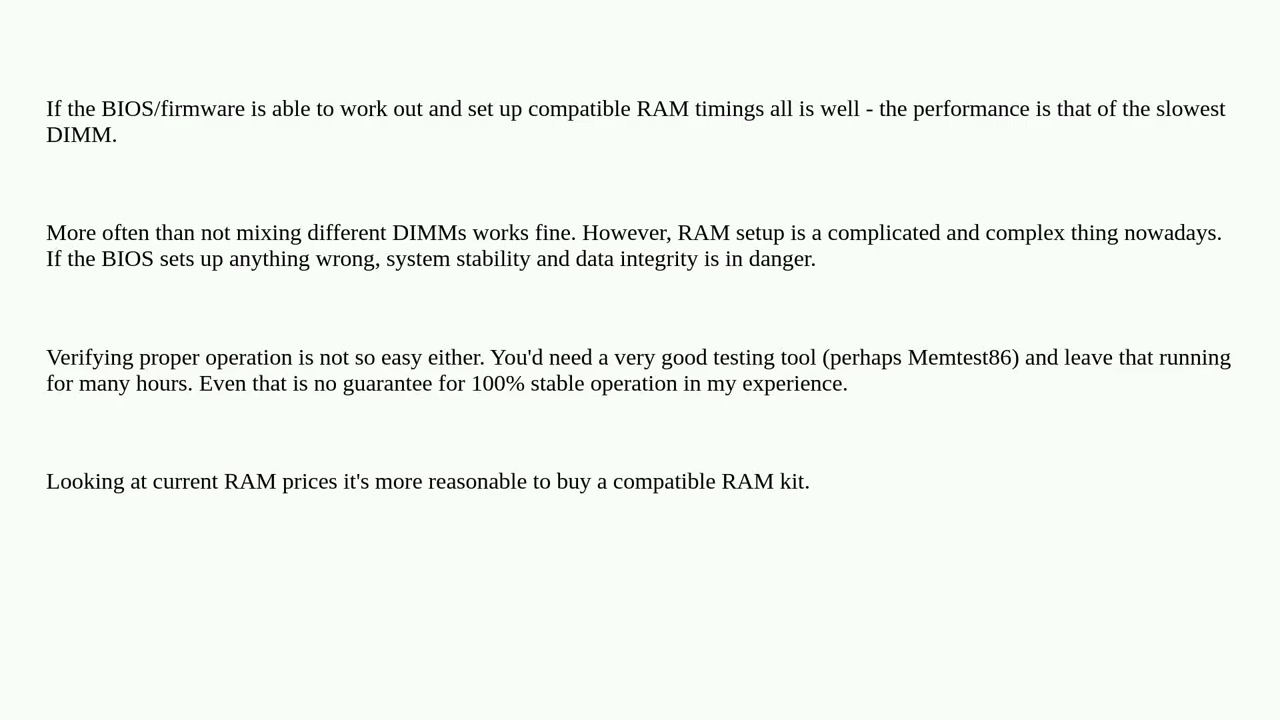 If the BIOS/firmware is able to work out and set up compatible RAM timings all is well - the performance is that of the slowest
DIMM.
More often than not mixing different DIMMs works fine. However, RAM setup is a complicated and complex thing nowadays.
If the BIOS sets up anything wrong, system stability and data integrity is in danger.
Verifying proper operation is not so easy either. You'd need a very good testing tool (perhaps Memtest86) and leave that running
for many hours. Even that is no guarantee for 100% stable operation in my experience.
Looking at current RAM prices it's more reasonable to buy a compatible RAM kit.